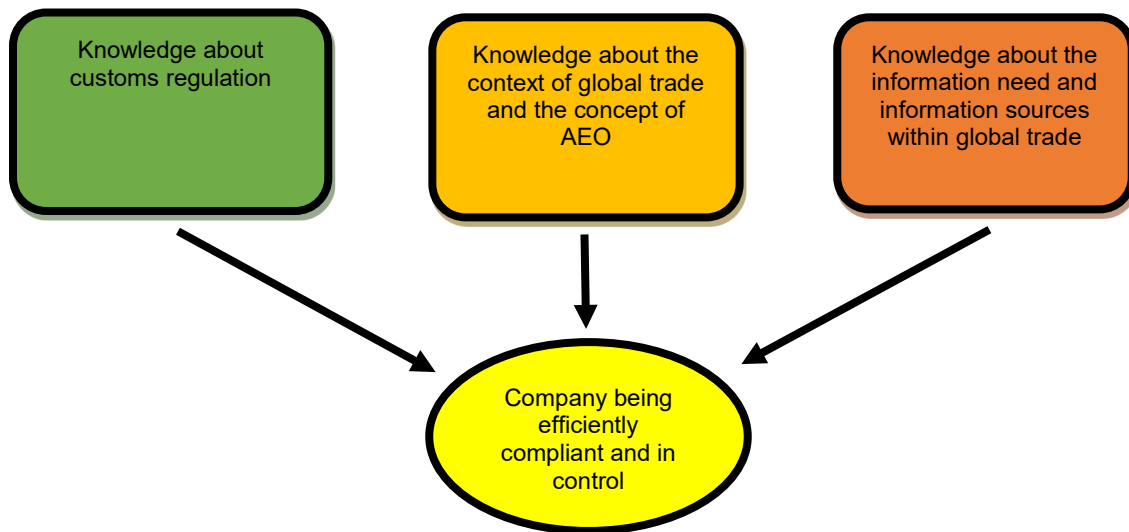 Knowledge about
customs regulation
Knowledge about the
context of global trade
and the concept of
AEO
Knowledge about the
information need and
information sources
within global trade
Company being
efficiently
compliant and in
control